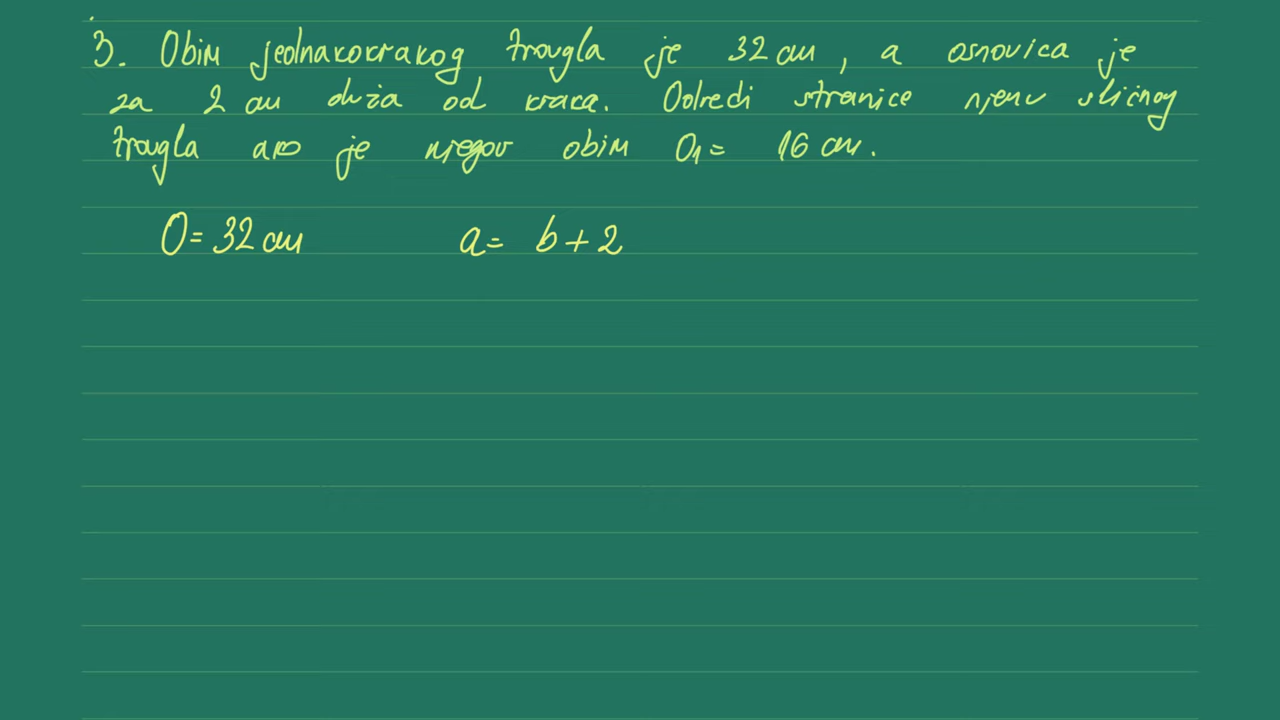 3. Obim jednakokrakog trougla je 32 cm, a osnovica je
za 2 cm duža od kraka. Odredi stranice njemu sličnog
trougla ako je njegov obim O₁ = 16 cm.
O = 32 cm a = b + 2